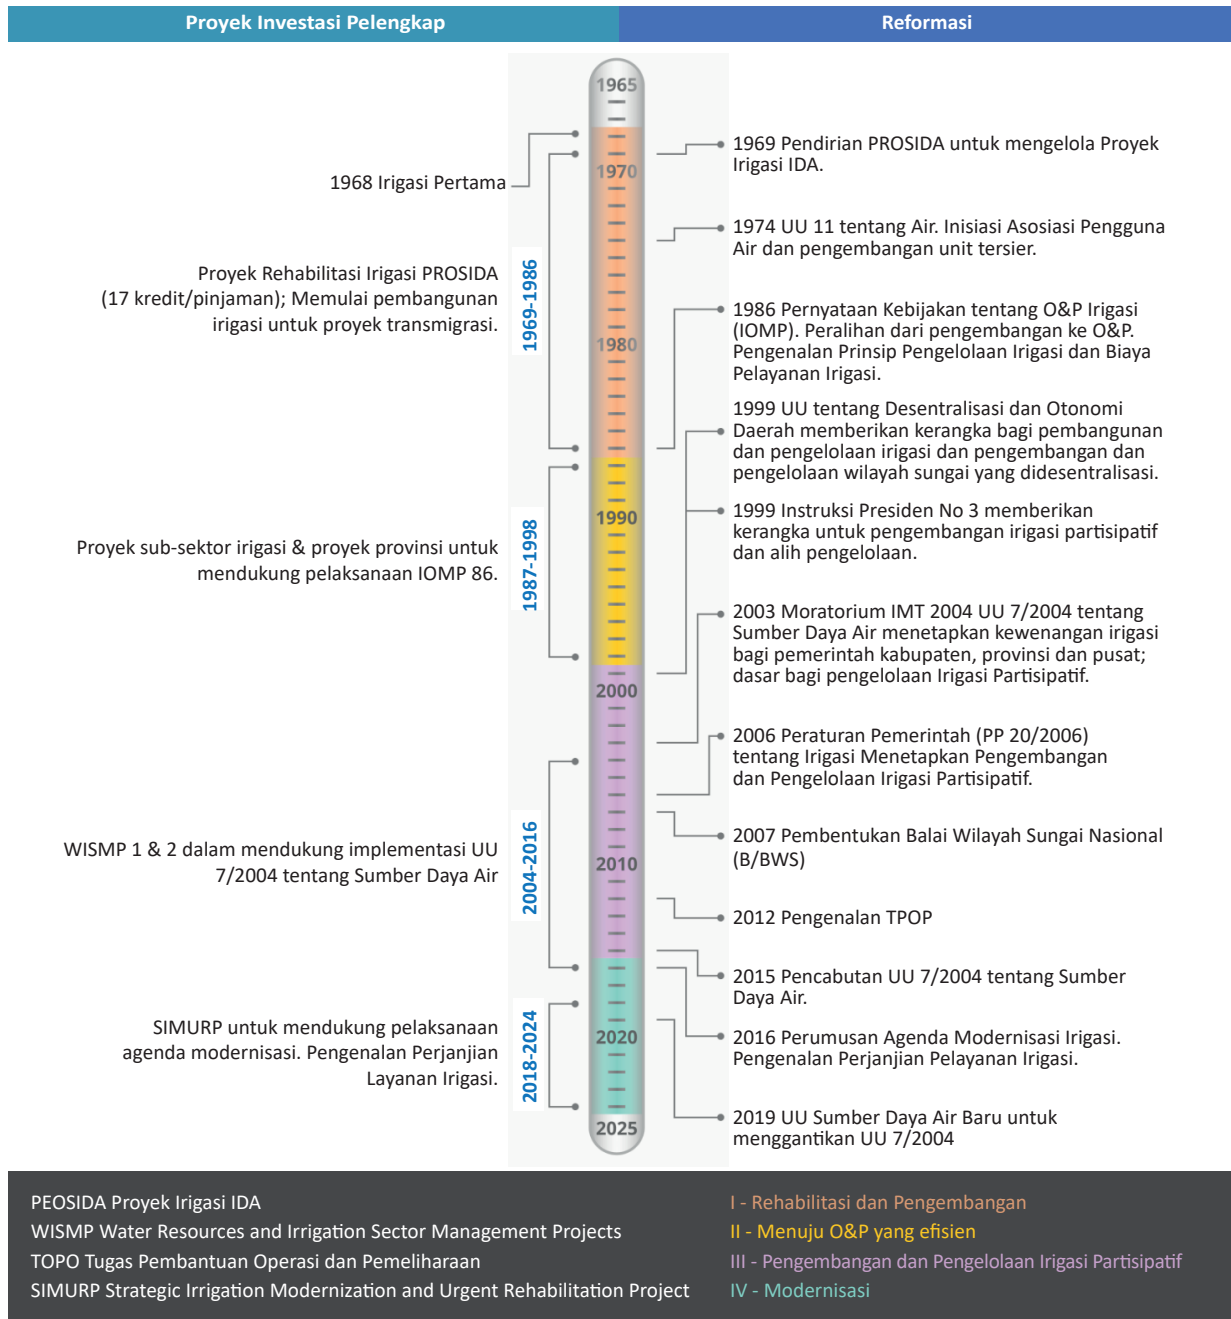 Proyek Investasi Pelengkap
Reformasi
1965
1970
1980
1990
2000
2010
2020
2025
1968 Irigasi Pertama
1969-1986
Proyek Rehabilitasi Irigasi PROSIDA
(17 kredit/pinjaman); Memulai pembangunan
irigasi untuk proyek transmigrasi.
1987-1998
Proyek sub-sektor irigasi & proyek provinsi untuk
mendukung pelaksanaan IOMP 86.
2004-2016
WISMP 1 & 2 dalam mendukung implementasi UU
7/2004 tentang Sumber Daya Air
2018-2024
SIMURP untuk mendukung pelaksanaan
agenda modernisasi. Pengenalan Perjanjian
Layanan Irigasi.
1969 Pendirian PROSIDA untuk mengelola Proyek
Irigasi IDA.
1974 UU 11 tentang Air. Inisiasi Asosiasi Pengguna
Air dan pengembangan unit tersier.
1986 Pernyataan Kebijakan tentang O&P Irigasi
(IOMP). Peralihan dari pengembangan ke O&P.
Pengenalan Prinsip Pengelolaan Irigasi dan Biaya
Pelayanan Irigasi.
1999 UU tentang Desentralisasi dan Otonomi
Daerah memberikan kerangka bagi pembangunan
dan pengelolaan irigasi dan pengembangan dan
pengelolaan wilayah sungai yang didesentralisasi.
1999 Instruksi Presiden No 3 memberikan
kerangka untuk pengembangan irigasi partisipatif
dan alih pengelolaan.
2003 Moratorium IMT 2004 UU 7/2004 tentang
Sumber Daya Air menetapkan kewenangan irigasi
bagi pemerintah kabupaten, provinsi dan pusat;
dasar bagi pengelolaan Irigasi Partisipatif.
2006 Peraturan Pemerintah (PP 20/2006)
tentang Irigasi Menetapkan Pengembangan
dan Pengelolaan Irigasi Partisipatif.
2007 Pembentukan Balai Wilayah Sungai Nasional
(B/BWS)
2012 Pengenalan TPOP
2015 Pencabutan UU 7/2004 tentang Sumber
Daya Air.
2016 Perumusan Agenda Modernisasi Irigasi.
Pengenalan Perjanjian Pelayanan Irigasi.
2019 UU Sumber Daya Air Baru untuk
menggantikan UU 7/2004
PEOSIDA Proyek Irigasi IDA
WISMP Water Resources and Irrigation Sector Management Projects
TOPO Tugas Pembantuan Operasi dan Pemeliharaan
SIMURP Strategic Irrigation Modernization and Urgent Rehabilitation Project
I - Rehabilitasi dan Pengembangan
II - Menuju O&P yang efisien
III - Pengembangan dan Pengelolaan Irigasi Partisipatif
IV - Modernisasi